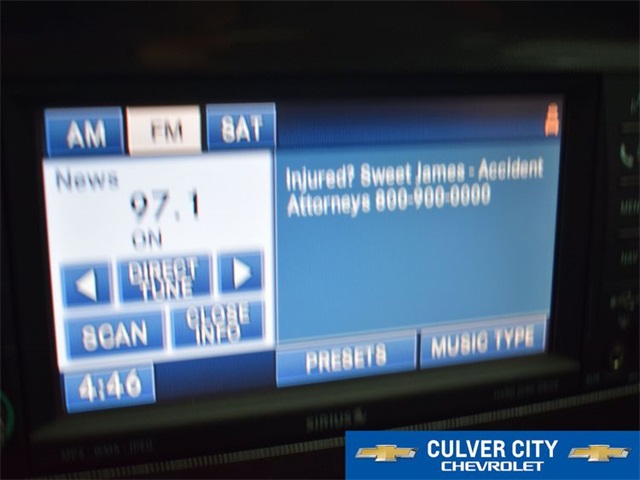 AM FM SAT
News
97.1
ON
DIRECT
TUNE
SCAN
CLOSE
INFO
4:46
Injured? Sweet James - Accident
Attorneys 800-900-0000
PRESETS
MUSIC TYPE
SIRIUS
CULVER CITY
CHEVROLET